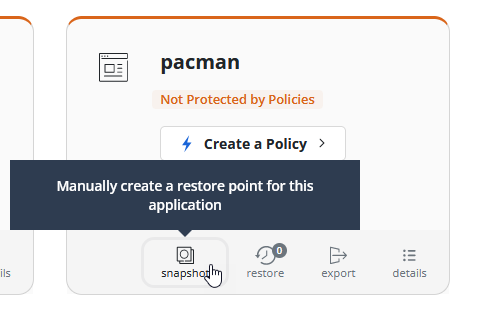 pacman
Not Protected by Policies
Create a Policy
Manually create a restore point for this
application
ils
snapshot
restore
0
export
details